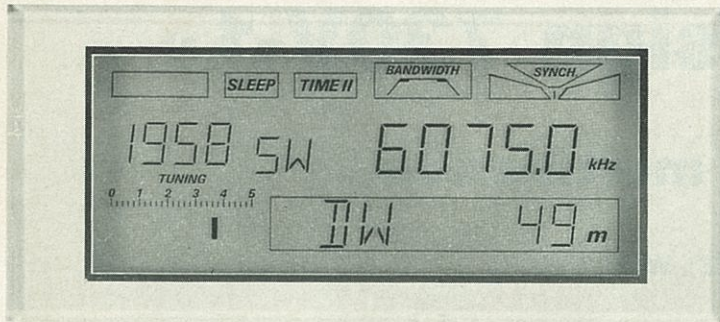 SLEEP TIME II BANDWIDTH SYNCH.
1958 SW 6075.0 kHz
TUNING
0 1 2 3 4 5
DW 49 m